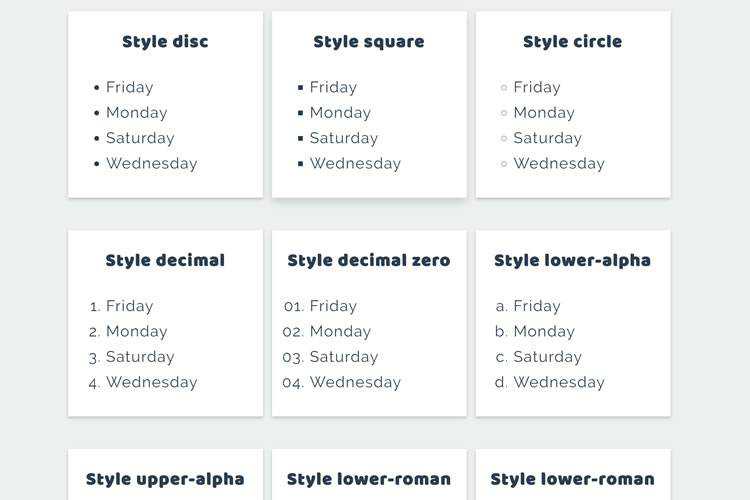 Style disc
• Friday
• Monday
• Saturday
• Wednesday
Style square
▪ Friday
▪ Monday
▪ Saturday
▪ Wednesday
Style circle
○ Friday
○ Monday
○ Saturday
○ Wednesday
Style decimal
1. Friday
2. Monday
3. Saturday
4. Wednesday
Style decimal zero
01. Friday
02. Monday
03. Saturday
04. Wednesday
Style lower-alpha
a. Friday
b. Monday
c. Saturday
d. Wednesday
Style upper-alpha
Style lower-roman
Style lower-roman